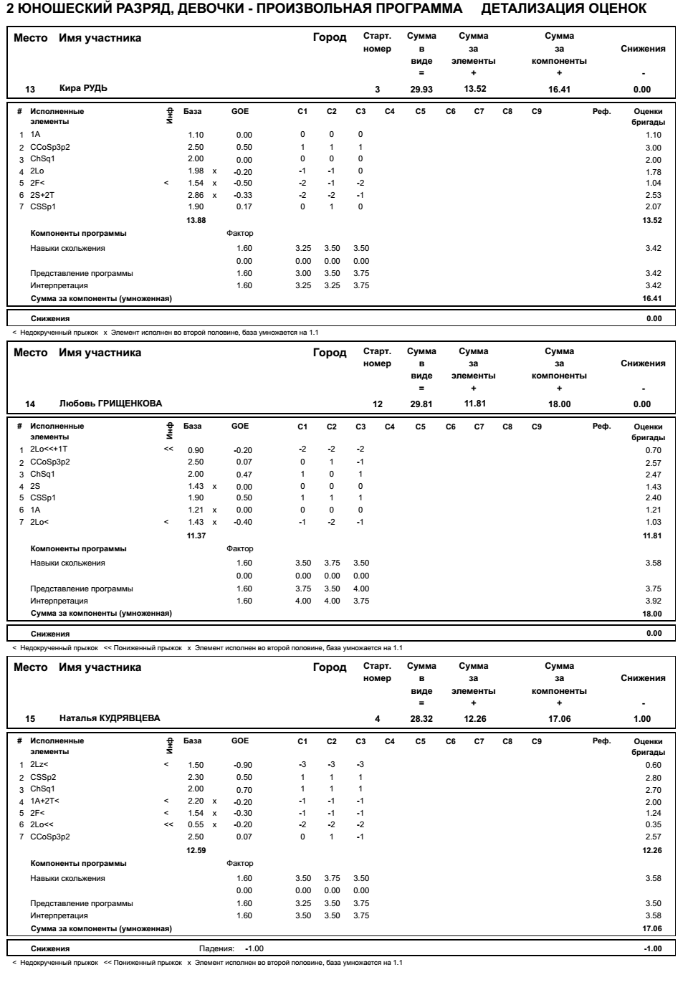 2 ЮНОШЕСКИЙ РАЗРЯД, ДЕВОЧКИ - ПРОИЗВОЛЬНАЯ ПРОГРАММА ДЕТАЛИЗАЦИЯ ОЦЕНОК
Место Имя участника Город Старт. Сумма Сумма Сумма
номер в за за Снижения
виде элементы компоненты
= + + -
13 Кира РУДЬ 3 29.93 13.52 16.41 0.00
# Исполненные Инф База GOE C1 C2 C3 C4 C5 C6 C7 C8 C9 Реф. Оценки
элементы бригады
1 1A 1.10 0.00 0 0 0 1.10
2 CCoSp3p2 2.50 0.50 1 1 1 3.00
3 ChSq1 2.00 0.00 0 0 0 2.00
4 2Lo 1.98 x -0.20 -1 -1 0 1.78
5 2F< < 1.54 x -0.50 -2 -1 -2 1.04
6 2S+2T 2.86 x -0.33 -2 -2 -1 2.53
7 CSSp1 1.90 0.17 0 1 0 2.07
13.88 13.52
Компоненты программы Фактор
Навыки скольжения 1.60 3.25 3.50 3.50 3.42
0.00 0.00 0.00 0.00
Представление программы 1.60 3.00 3.50 3.75 3.42
Интерпретация 1.60 3.25 3.25 3.75 3.42
Сумма за компоненты (умноженная) 16.41
Снижения 0.00
< Недокрученный прыжок x Элемент исполнен во второй половине, база умножается на 1.1
Место Имя участника Город Старт. Сумма Сумма Сумма
номер в за за Снижения
виде элементы компоненты
= + + -
14 Любовь ГРИЩЕНКОВА 12 29.81 11.81 18.00 0.00
# Исполненные Инф База GOE C1 C2 C3 C4 C5 C6 C7 C8 C9 Реф. Оценки
элементы бригады
1 2Lo<<+1T << 0.90 -0.20 -2 -2 -2 0.70
2 CCoSp3p2 2.50 0.07 0 1 -1 2.57
3 ChSq1 2.00 0.47 1 0 1 2.47
4 2S 1.43 x 0.00 0 0 0 1.43
5 CSSp1 1.90 0.50 1 1 1 2.40
6 1A 1.21 x 0.00 0 0 0 1.21
7 2Lo< < 1.43 x -0.40 -1 -2 -1 1.03
11.37 11.81
Компоненты программы Фактор
Навыки скольжения 1.60 3.50 3.75 3.50 3.58
0.00 0.00 0.00 0.00
Представление программы 1.60 3.75 3.50 4.00 3.75
Интерпретация 1.60 4.00 4.00 3.75 3.92
Сумма за компоненты (умноженная) 18.00
Снижения 0.00
< Недокрученный прыжок << Пониженный прыжок x Элемент исполнен во второй половине, база умножается на 1.1
Место Имя участника Город Старт. Сумма Сумма Сумма
номер в за за Снижения
виде элементы компоненты
= + + -
15 Наталья КУДРЯВЦЕВА 4 28.32 12.26 17.06 1.00
# Исполненные Инф База GOE C1 C2 C3 C4 C5 C6 C7 C8 C9 Реф. Оценки
элементы бригады
1 2Lz< < 1.50 -0.90 -3 -3 -3 0.60
2 CSSp2 2.30 0.50 1 1 1 2.80
3 ChSq1 2.00 0.70 1 1 1 2.70
4 1A+2T< < 2.20 x -0.20 -1 -1 -1 2.00
5 2F< < 1.54 x -0.30 -1 -1 -1 1.24
6 2Lo<< << 0.55 x -0.20 -2 -2 -2 0.35
7 CCoSp3p2 2.50 0.07 0 1 -1 2.57
12.59 12.26
Компоненты программы Фактор
Навыки скольжения 1.60 3.50 3.75 3.50 3.58
0.00 0.00 0.00 0.00
Представление программы 1.60 3.25 3.50 3.75 3.50
Интерпретация 1.60 3.50 3.50 3.75 3.58
Сумма за компоненты (умноженная) 17.06
Снижения Падения: -1.00 -1.00
< Недокрученный прыжок << Пониженный прыжок x Элемент исполнен во второй половине, база умножается на 1.1